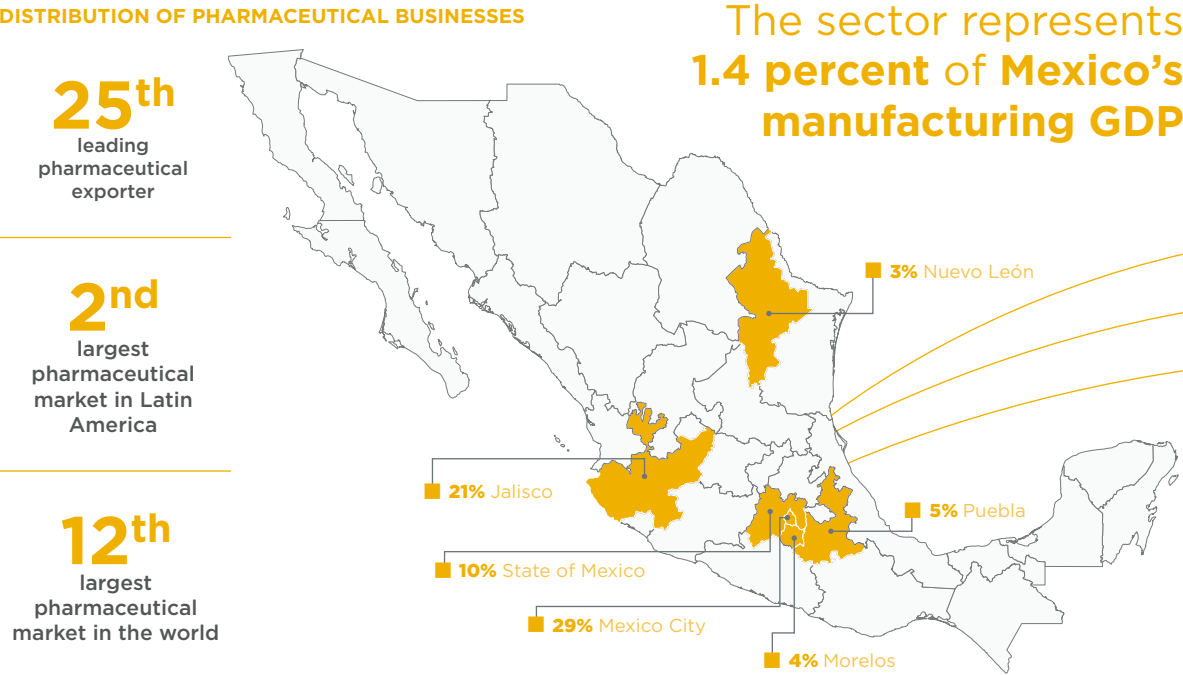 DISTRIBUTION OF PHARMACEUTICAL BUSINESSES
The sector represents
1.4 percent of Mexico's
manufacturing GDP
25th
leading
pharmaceutical
exporter
2nd
largest
pharmaceutical
market in Latin
America
12th
largest
pharmaceutical
market in the world
3% Nuevo León
21% Jalisco
5% Puebla
10% State of Mexico
29% Mexico City
4% Morelos